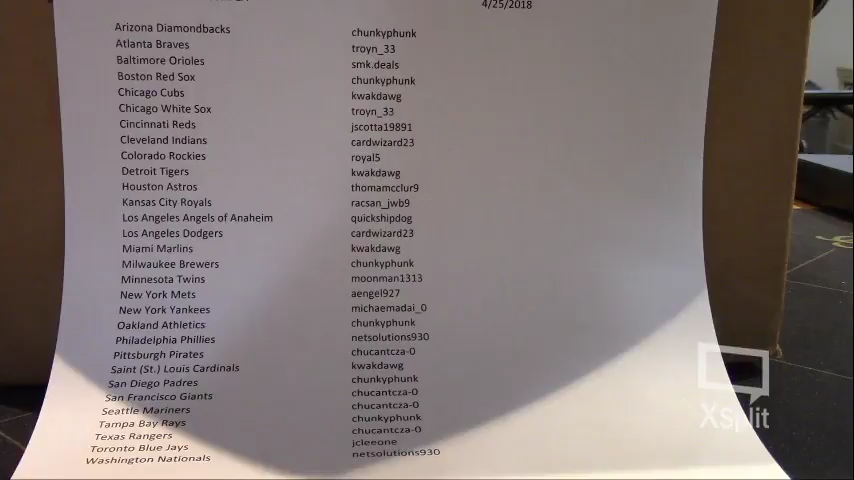 4/25/2018
Arizona Diamondbacks chunkyphunk
Atlanta Braves troyn_33
Baltimore Orioles smk.deals
Boston Red Sox chunkyphunk
Chicago Cubs kwakdawg
Chicago White Sox troyn_33
Cincinnati Reds jscotta19891
Cleveland Indians cardwizard23
Colorado Rockies royal5
Detroit Tigers kwakdawg
Houston Astros thomamcclur9
Kansas City Royals racsan_jwb9
Los Angeles Angels of Anaheim quickshipdog
Los Angeles Dodgers cardwizard23
Miami Marlins kwakdawg
Milwaukee Brewers chunkyphunk
Minnesota Twins moonman1313
New York Mets aengel927
New York Yankees michaemadai_0
Oakland Athletics chunkyphunk
Philadelphia Phillies netsolutions930
Pittsburgh Pirates chucantcza-0
Saint (St.) Louis Cardinals kwakdawg
San Diego Padres chunkyphunk
San Francisco Giants chucantcza-0
Seattle Mariners chucantcza-0
Tampa Bay Rays chunkyphunk
Texas Rangers chucantcza-0
Toronto Blue Jays jcleeone
Washington Nationals netsolutions930
XSplit